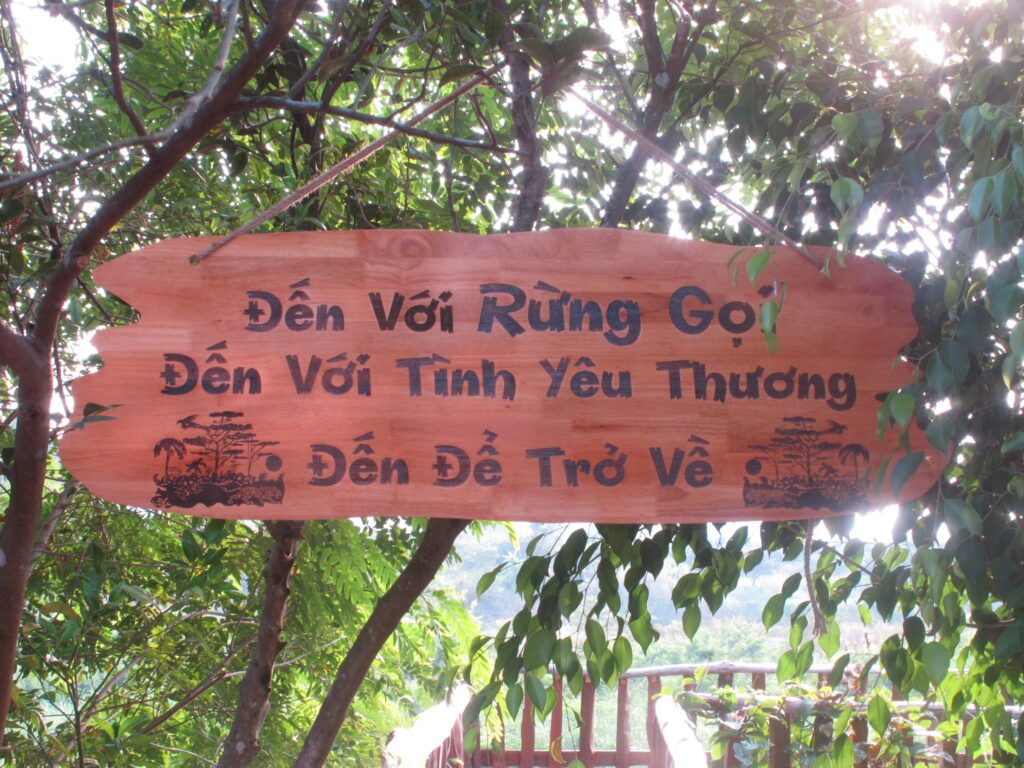 Đến Với Rừng Gọi
Đến Với Tình Yêu Thương
Đến Để Trở Về